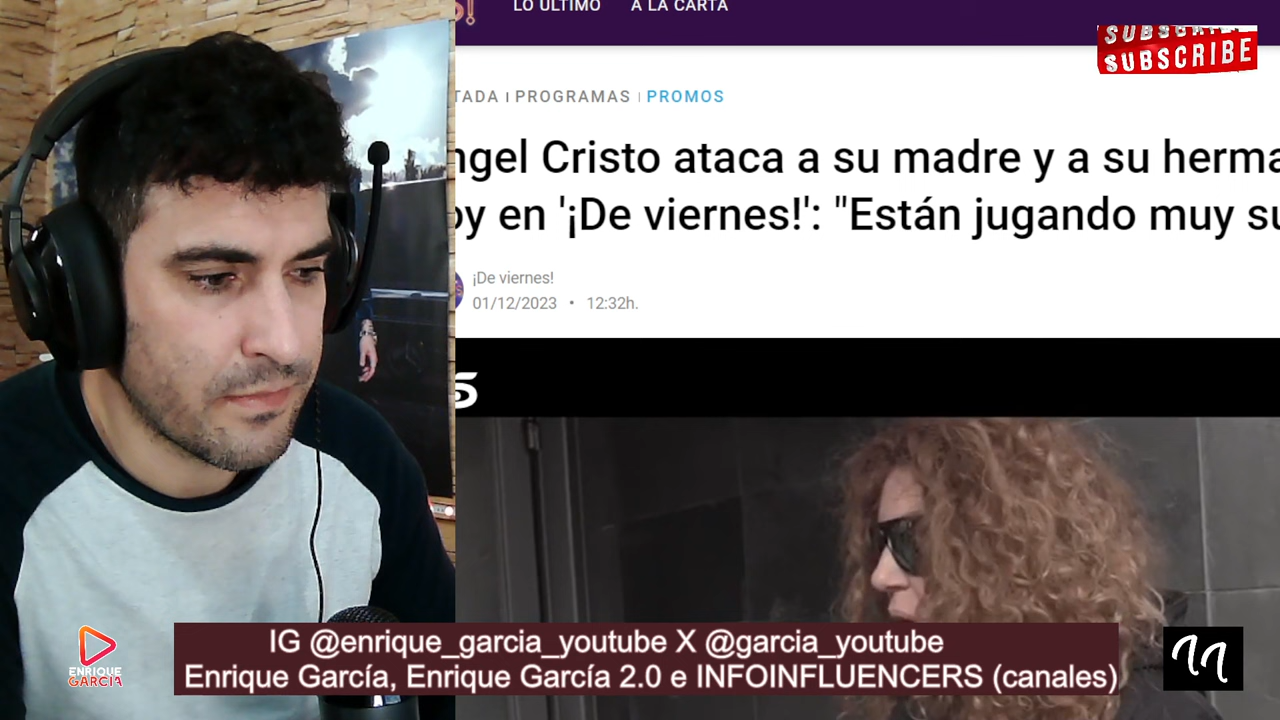 LO ÚLTIMO A LA CARTA
SUBSCRIBE
SUBSCRIBE
TADA | PROGRAMAS | PROMOS
ngel Cristo ataca a su madre y a su herma
oy en '¡De viernes!': "Están jugando muy su
¡De viernes!
01/12/2023 • 12:32h.
5
IG @enrique_garcia_youtube X @garcia_youtube
Enrique García, Enrique García 2.0 e INFOINFLUENCERS (canales)
ENRIQUE
GARCÍA